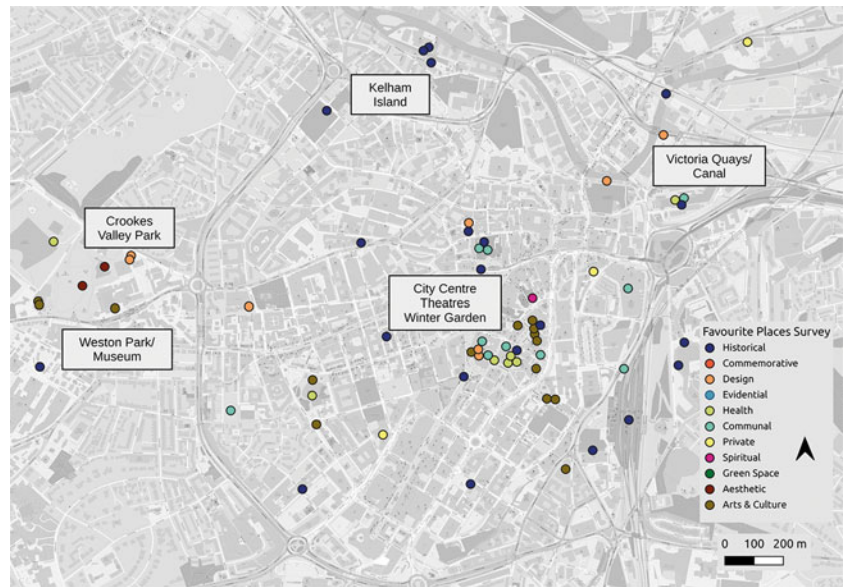 Kelham
Island
Victoria Quays/
Canal
Crookes
Valley Park
City Centre
Theatres
Winter Garden
Weston Park/
Museum
Favourite Places Survey
Historical
Commemorative
Design
Evidential
Health
Communal
Private
Spiritual
Green Space
Aesthetic
Arts & Culture
0 100 200 m